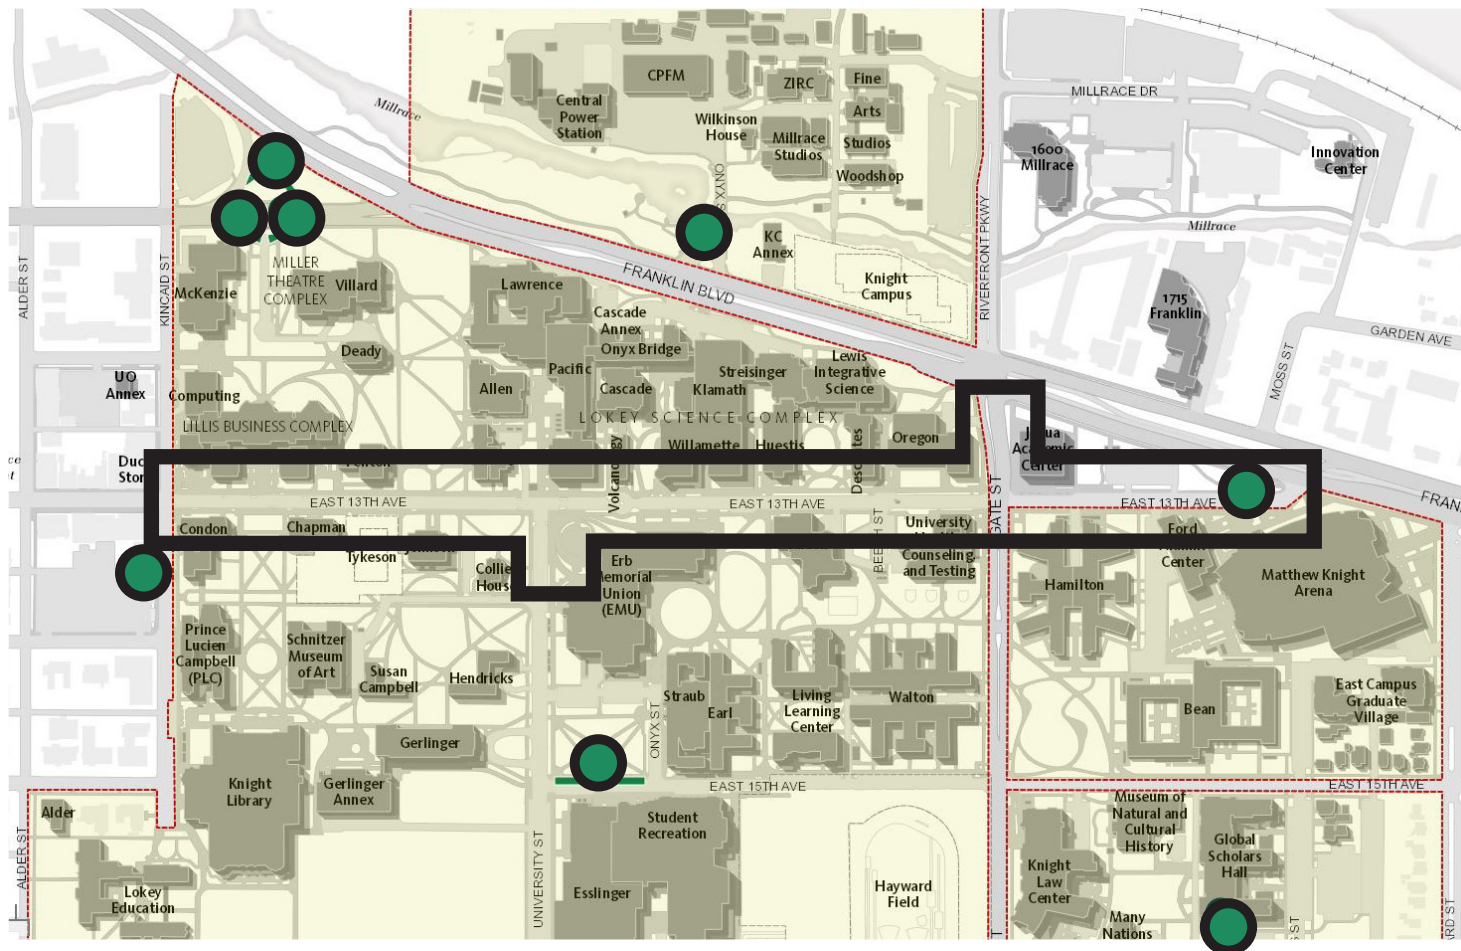 CPFM
ZIRC
Fine
Arts
Studios
Woodshop
Central
Power
Station
Wilkinson
House
Millrace
Studios
Millrace
MILLRACE DR
1600
Millrace
Innovation
Center
ONYX S
RIVERFRONT PKWY
Millrace
KC
Annex
Knight
Campus
FRANKLIN BLVD
ALDER ST
KINCAID ST
MILLER
THEATRE
COMPLEX
McKenzie
Villard
Lawrence
1715
Franklin
GARDEN AVE
MOSS ST
Cascade
Annex
Onyx Bridge
Deady
Pacific
Streisinger
Lewis
Integrative
Science
UO
Annex
Computing
Allen
Cascade
Klamath
LILLIS BUSINESS COMPLEX
LOKEY SCIENCE COMPLEX
Oregon
Willamette
Huestis
Volcanology
Center
EAST 13TH AVE
EAST 13TH AVE
EAST 13TH AVE
GATE ST
Condon
Chapman
Tykeson
University
Counseling,
and Testing
Ford
Center
Erb
Union
(EMU)
Hamilton
Matthew Knight
Arena
Prince
Lucien
Campbell
(PLC)
Schnitzer
Museum
of Art
Susan
Campbell
Hendricks
Straub
Earl
Living
Learning
Center
Walton
Bean
East Campus
Graduate
Village
ONYX ST
Gerlinger
Knight
Library
Gerlinger
Annex
EAST 15TH AVE
EAST 15TH AVE
Alder
ALDER ST
Lokey
Education
UNIVERSITY ST
Student
Recreation
Esslinger
Hayward
Field
Museum of
Natural and
Cultural
History
Knight
Law
Center
Many
Nations
Global
Scholars
Hall